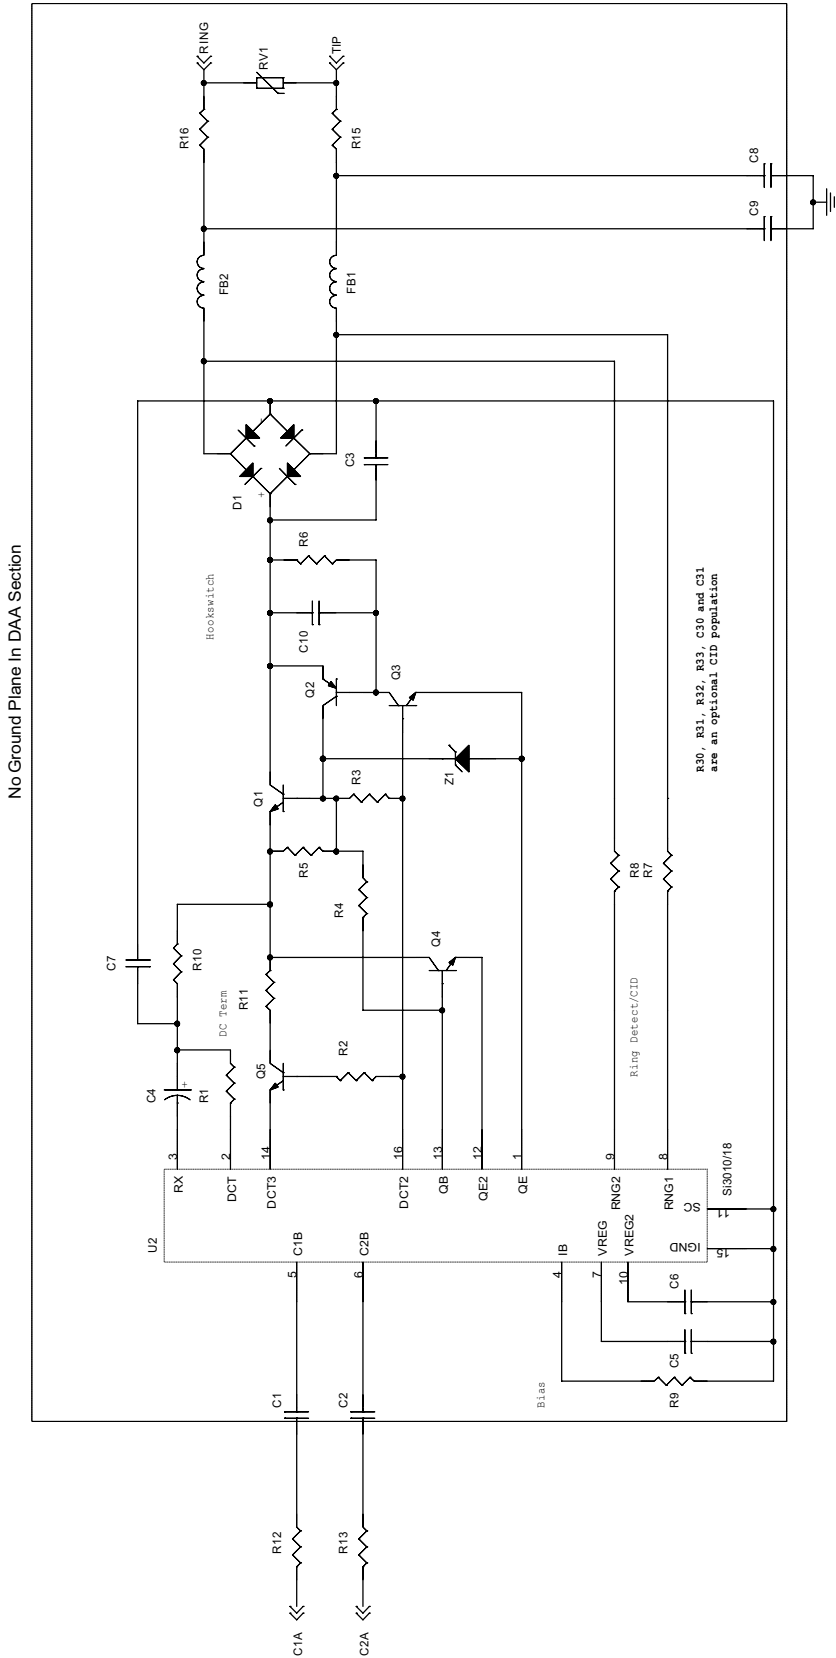 No Ground Plane In DAA Section
RING
RV1
TIP
R16
R15
C8
C9
FB2
FB1
D1
+
-
C3
R6
C10
Hookswitch
Q2
Q3
R30, R31, R32, R33, C30 and C31
are an optional CID population
Q1
Z1
R3
R5
R4
R8
R7
C7
R10
R11
Q4
DC Term
Ring Detect/CID
C4
+
R1
Q5
R2
3
2
14
16
13
12
1
9
8
RX
DCT
DCT3
DCT2
QB
QE2
QE
RNG2
RNG1
Si3010/18
U2
C1B
C2B
IB
VREG
VREG2
IGND
SC
11
15
5
6
4
7
10
C6
C5
R9
Bias
C1
C2
R12
R13
C1A
C2A